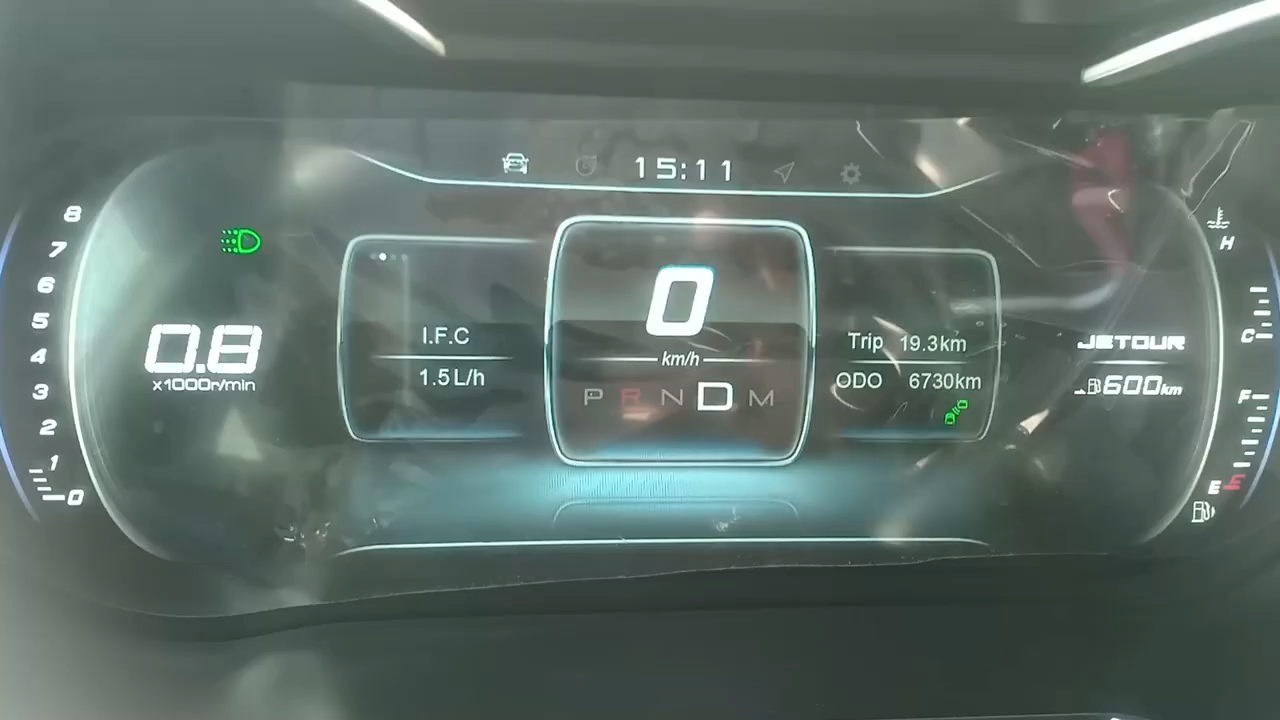 15:11
8
7
6
5
4
3
2
1
0
0.8
x1000r/min
I.F.C
1.5L/h
0
km/h
P R N D M
Trip 19.3km
ODO 6730km
JETOUR
600km
H
C
F
E